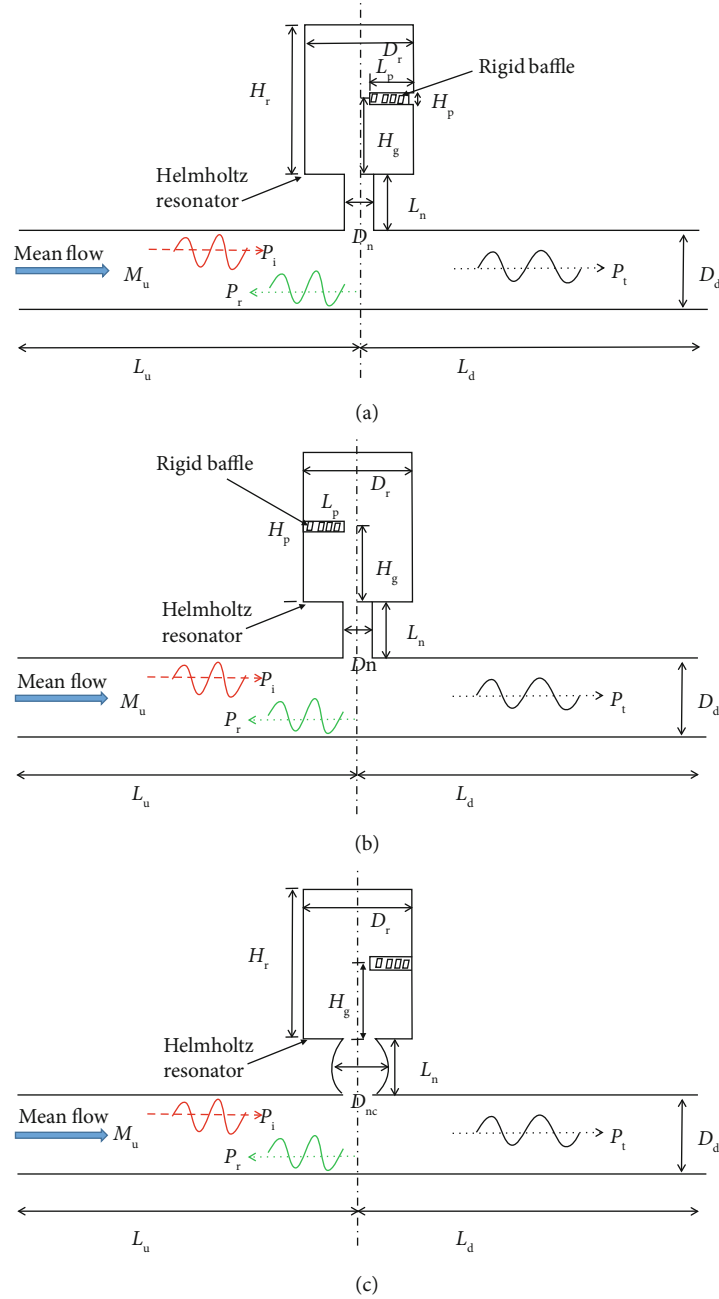 D_r
L_p
Rigid baffle
H_r
H_p
H_g
Helmholtz
resonator
L_n
D_n
Mean flow
P_i
M_u
P_t
D_d
P_r
L_u
L_d
(a)
Rigid baffle
D_r
L_p
H_p
H_g
Helmholtz
resonator
L_n
Dn
Mean flow
P_i
M_u
P_t
D_d
P_r
L_u
L_d
(b)
D_r
H_r
H_g
Helmholtz
resonator
L_n
D_nc
Mean flow
P_i
M_u
P_t
D_d
P_r
L_u
L_d
(c)